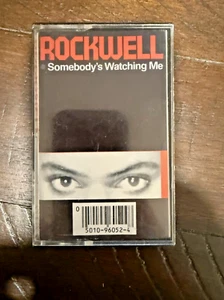 ROCKWELL
Somebody's Watching Me
0
5010-96052-4